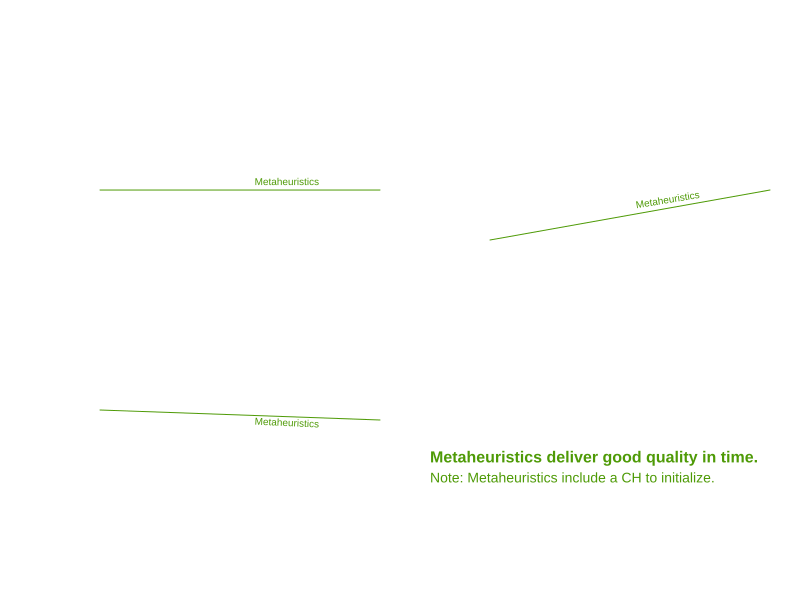 Metaheuristics
Metaheuristics
Metaheuristics
Metaheuristics deliver good quality in time.
Note: Metaheuristics include a CH to initialize.